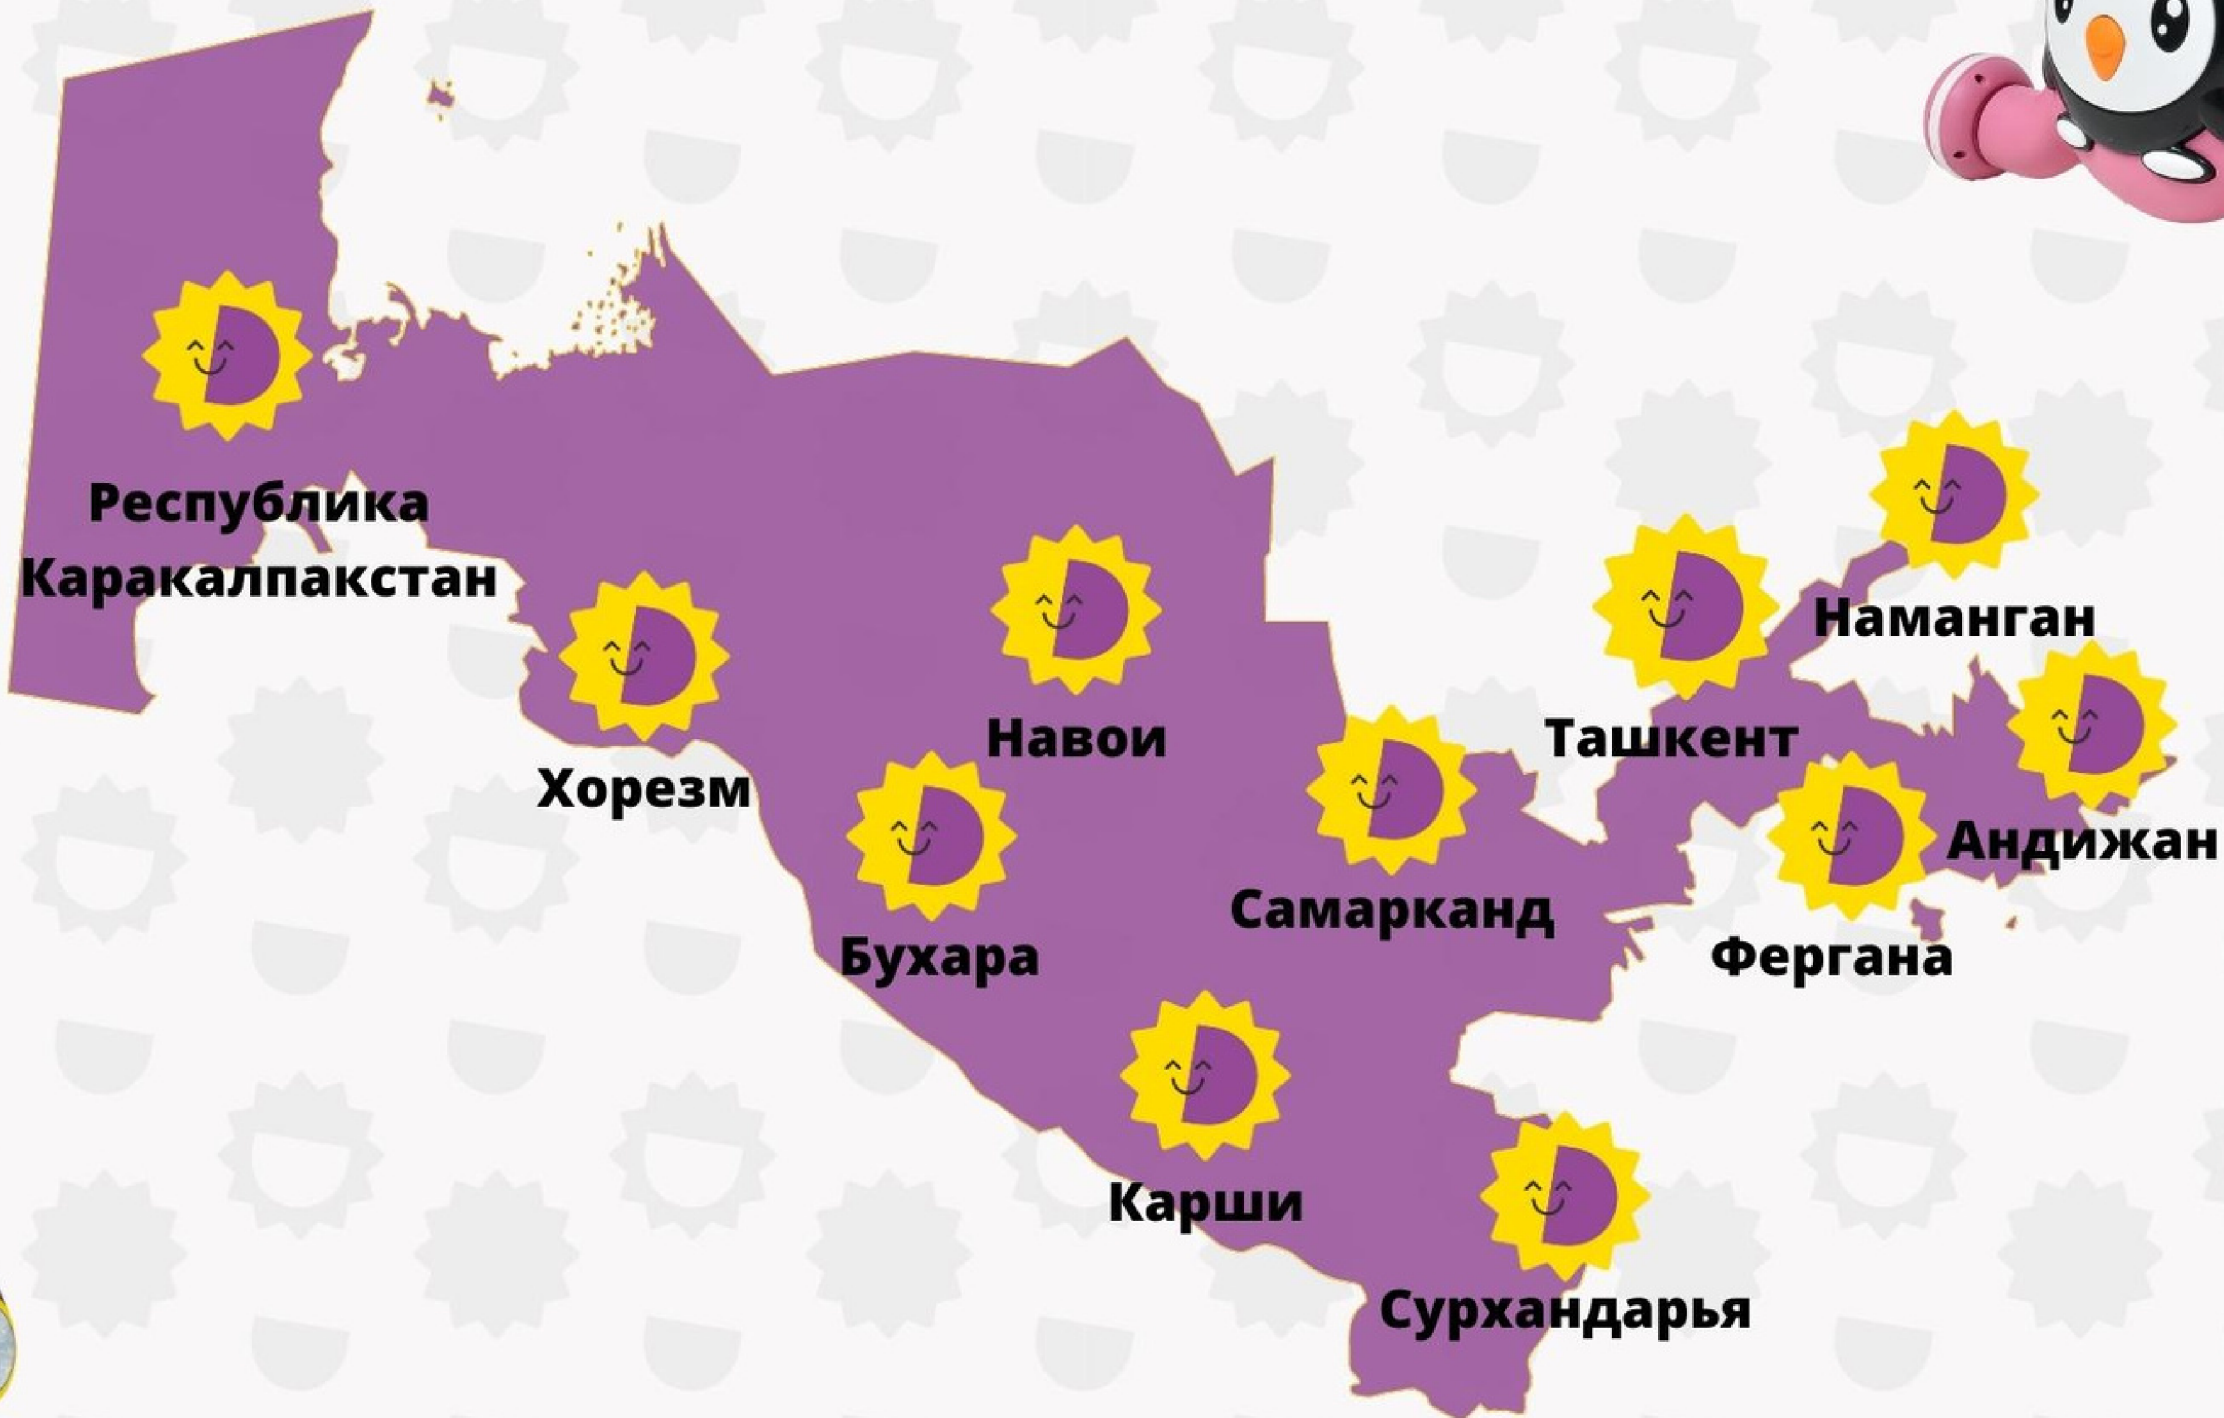 Республика
Каракалпакстан
Наманган
Навои
Ташкент
Хорезм
Андижан
Самарканд
Бухара
Фергана
Карши
Сурхандарья